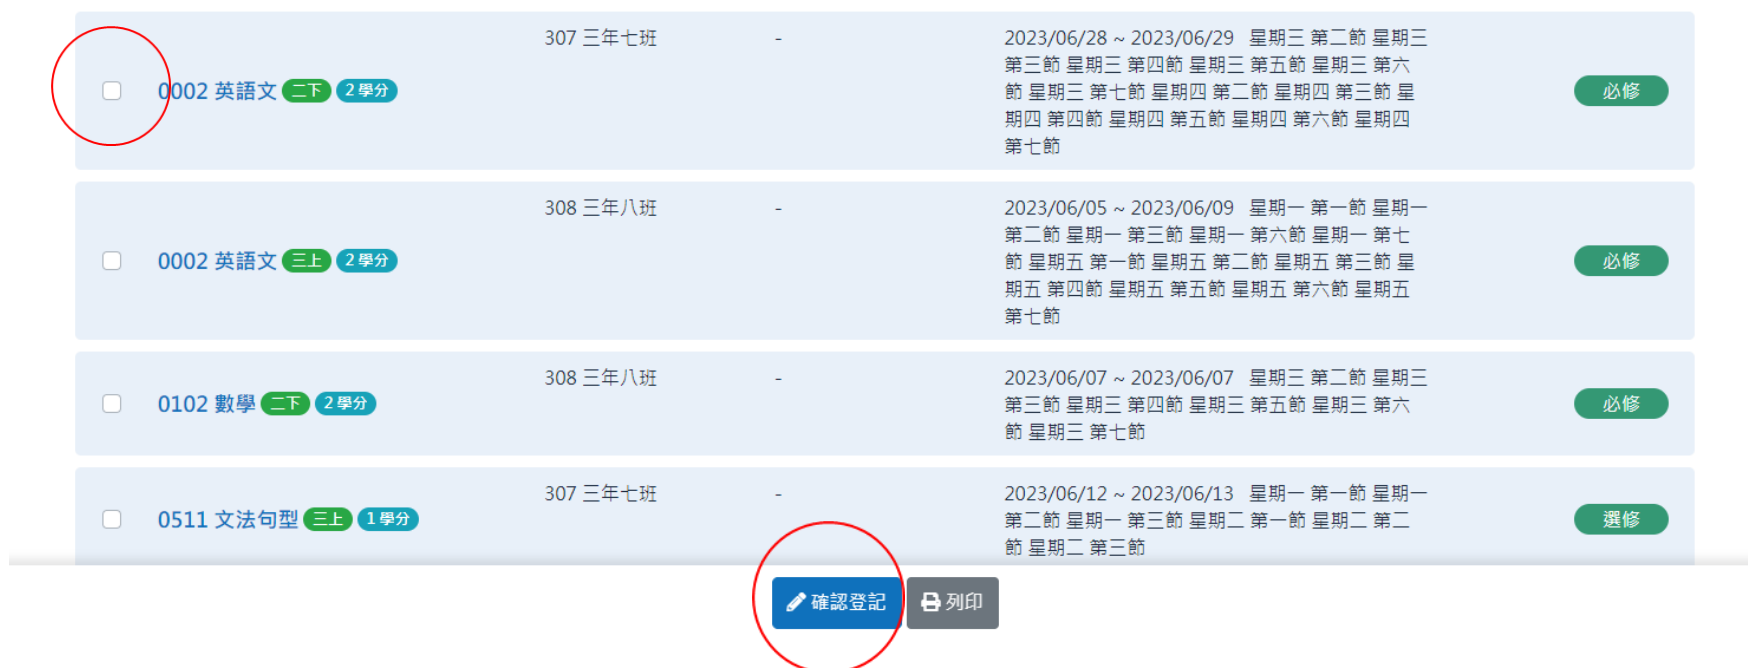 307 三年七班 - 2023/06/28 ~ 2023/06/29 星期三 第二節 星期三
第三節 星期三 第四節 星期三 第五節 星期三 第六
0002 英語文 二下 2 學分 節 星期三 第七節 星期四 第二節 星期四 第三節 星 必修
期四 第四節 星期四 第五節 星期四 第六節 星期四
第七節
308 三年八班 - 2023/06/05 ~ 2023/06/09 星期一 第一節 星期一
第二節 星期一 第三節 星期一 第六節 星期一 第七
0002 英語文 三上 2 學分 節 星期五 第一節 星期五 第二節 星期五 第三節 星 必修
期五 第四節 星期五 第五節 星期五 第六節 星期五
第七節
308 三年八班 - 2023/06/07 ~ 2023/06/07 星期三 第二節 星期三
0102 數學 二下 2 學分 第三節 星期三 第四節 星期三 第五節 星期三 第六 必修
節 星期三 第七節
307 三年七班 - 2023/06/12 ~ 2023/06/13 星期一 第一節 星期一
0511 文法句型 三上 1 學分 第二節 星期一 第三節 星期二 第一節 星期二 第二 選修
節 星期二 第三節
確認登記 列印